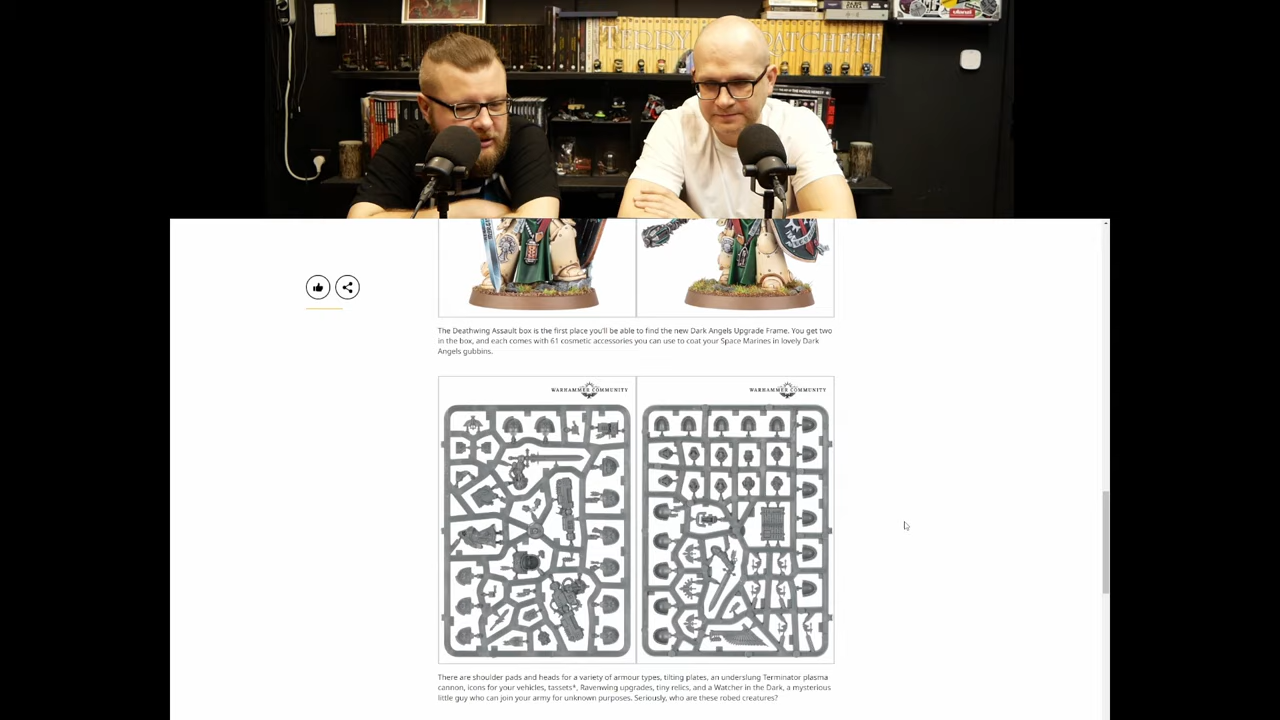 TERRY PRATCHETT
The Deathwing Assault box is the first place you'll be able to find the new Dark Angels Upgrade Frame. You get two
in the box, and each comes with 61 cosmetic accessories you can use to coat your Space Marines in lovely Dark
Angels gubbins.
WARHAMMER COMMUNITY
WARHAMMER COMMUNITY
There are shoulder pads and heads for a variety of armour types, tilting plates, an underslung Terminator plasma
cannon, icons for your vehicles, tassets*, Ravenwing upgrades, tiny relics, and a Watcher in the Dark, a mysterious
little guy who can join your army for unknown purposes. Seriously, who are these robed creatures?